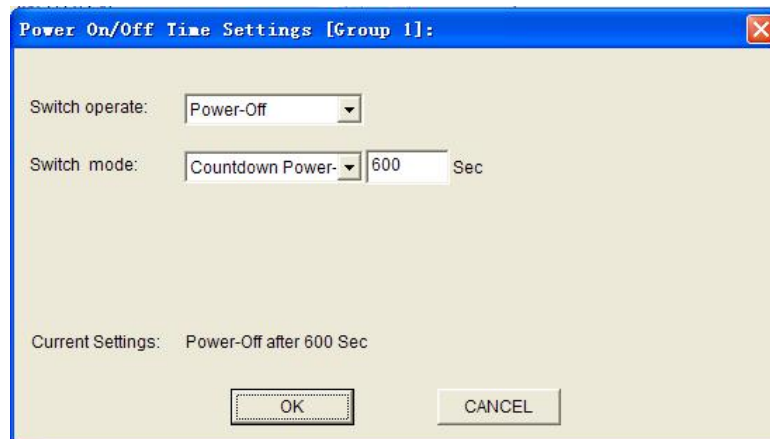 Power On/Off Time Settings [Group 1]:
Switch operate: Power-Off
Switch mode: Countdown Power- 600 Sec
Current Settings: Power-Off after 600 Sec
OK CANCEL